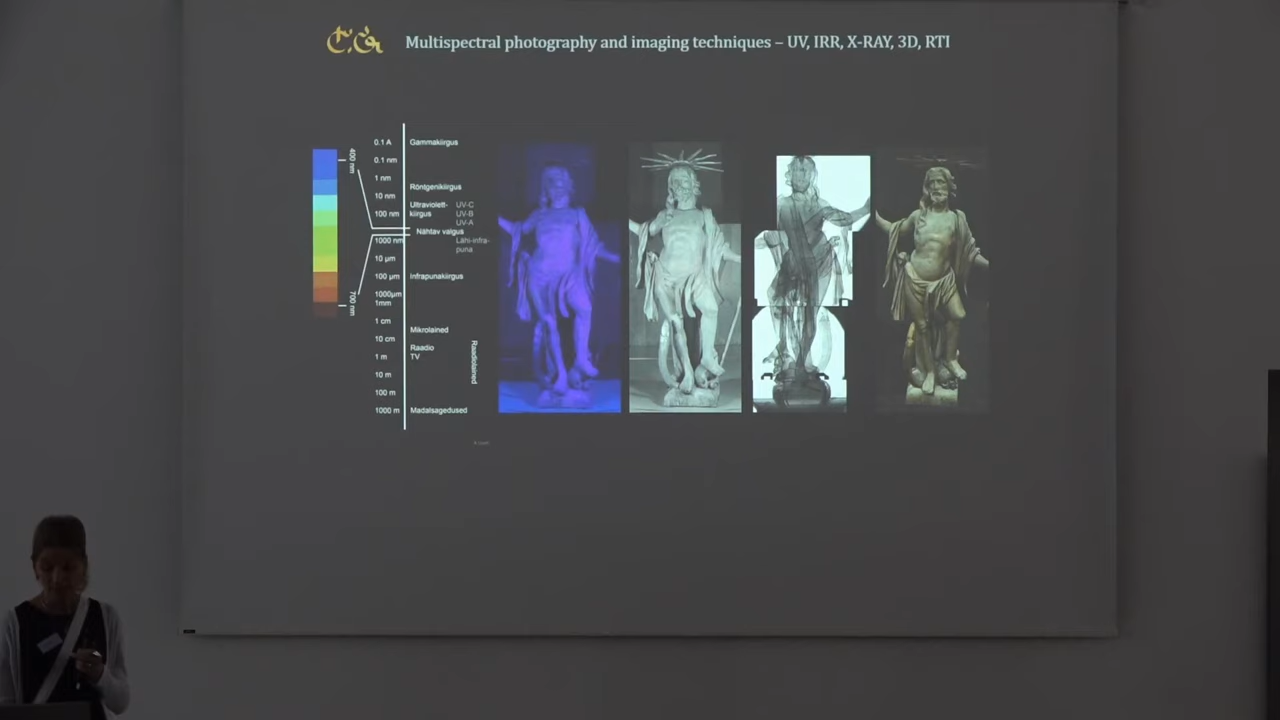 Multispectral photography and imaging techniques – UV, IRR, X-RAY, 3D, RTI
400 nm
700 nm
0.1 A
0.1 nm
1 nm
10 nm
100 nm
1000 nm
10 µm
100 µm
1000µm
1mm
1 cm
10 cm
1 m
10 m
100 m
1000 m
Gammakiirgus
Röntgenikiirgus
Ultraviolett-
kiirgus
UV-C
UV-B
UV-A
Nähtav valgus
Lähi-infra-
puna
Infrapunakiirgus
Mikrolained
Raadio
TV
Raadiolained
Madalsagedused